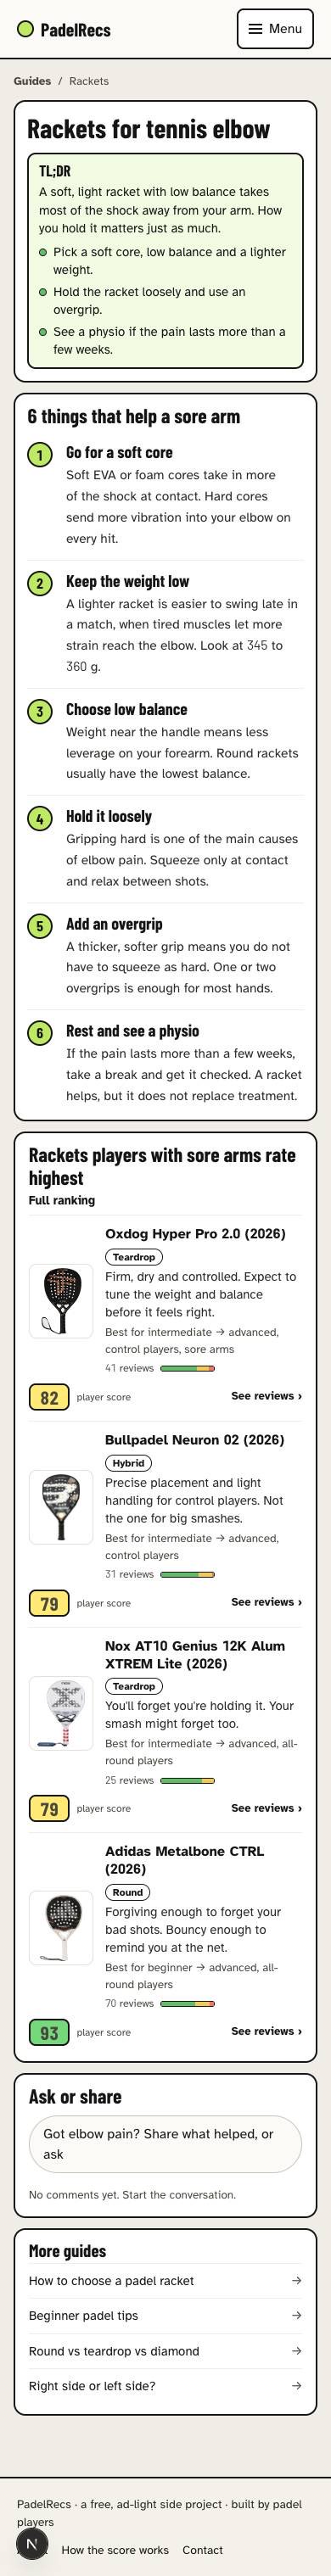 PadelRecs
Menu
Guides / Rackets
Rackets for tennis elbow
TL;DR
A soft, light racket with low balance takes
most of the shock away from your arm. How
you hold it matters just as much.
Pick a soft core, low balance and a lighter
weight.
Hold the racket loosely and use an
overgrip.
See a physio if the pain lasts more than a
few weeks.
6 things that help a sore arm
1
Go for a soft core
Soft EVA or foam cores take in more
of the shock at contact. Hard cores
send more vibration into your elbow on
every hit.
2
Keep the weight low
A lighter racket is easier to swing late in
a match, when tired muscles let more
strain reach the elbow. Look at 345 to
360 g.
3
Choose low balance
Weight near the handle means less
leverage on your forearm. Round rackets
usually have the lowest balance.
4
Hold it loosely
Gripping hard is one of the main causes
of elbow pain. Squeeze only at contact
and relax between shots.
5
Add an overgrip
A thicker, softer grip means you do not
have to squeeze as hard. One or two
overgrips is enough for most hands.
6
Rest and see a physio
If the pain lasts more than a few weeks,
take a break and get it checked. A racket
helps, but it does not replace treatment.
Rackets players with sore arms rate
highest
Full ranking
Oxdog Hyper Pro 2.0 (2026)
Teardrop
Firm, dry and controlled. Expect to
tune the weight and balance
before it feels right.
Best for intermediate → advanced,
control players, sore arms
41 reviews
82 player score See reviews ›
Bullpadel Neuron 02 (2026)
Hybrid
Precise placement and light
handling for control players. Not
the one for big smashes.
Best for intermediate → advanced,
control players
31 reviews
79 player score See reviews ›
Nox AT10 Genius 12K Alum
XTREM Lite (2026)
Teardrop
You'll forget you're holding it. Your
smash might forget too.
Best for intermediate → advanced, all-
round players
25 reviews
79 player score See reviews ›
Adidas Metalbone CTRL
(2026)
Round
Forgiving enough to forget your
bad shots. Bouncy enough to
remind you at the net.
Best for beginner → advanced, all-
round players
70 reviews
93 player score See reviews ›
Ask or share
Got elbow pain? Share what helped, or
ask
No comments yet. Start the conversation.
More guides
How to choose a padel racket →
Beginner padel tips →
Round vs teardrop vs diamond →
Right side or left side? →
PadelRecs · a free, ad-light side project · built by padel
players
N
How the score works Contact